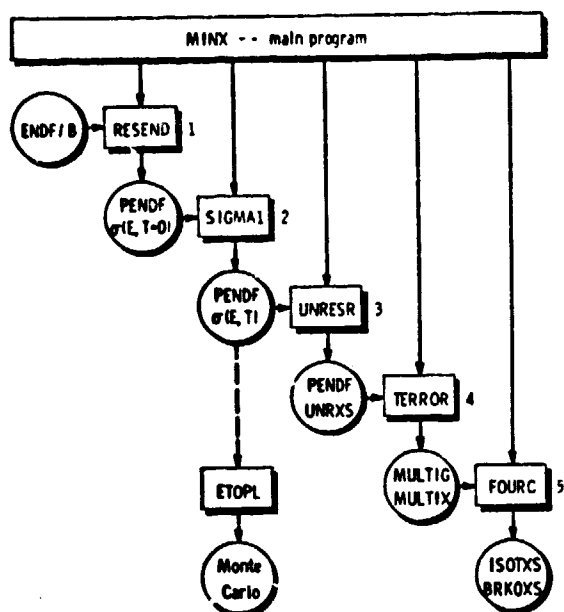 MINX -- main program
ENDF/B
RESEND
1
PENDF
σ(E, T=0)
SIGMA1
2
PENDF
σ(E, T)
UNRESR
3
PENDF
UNRXS
TERROR
4
ETOPL
MULTIG
MULTIX
FOURC
5
Monte
Carlo
ISOTXS
BRKOXS